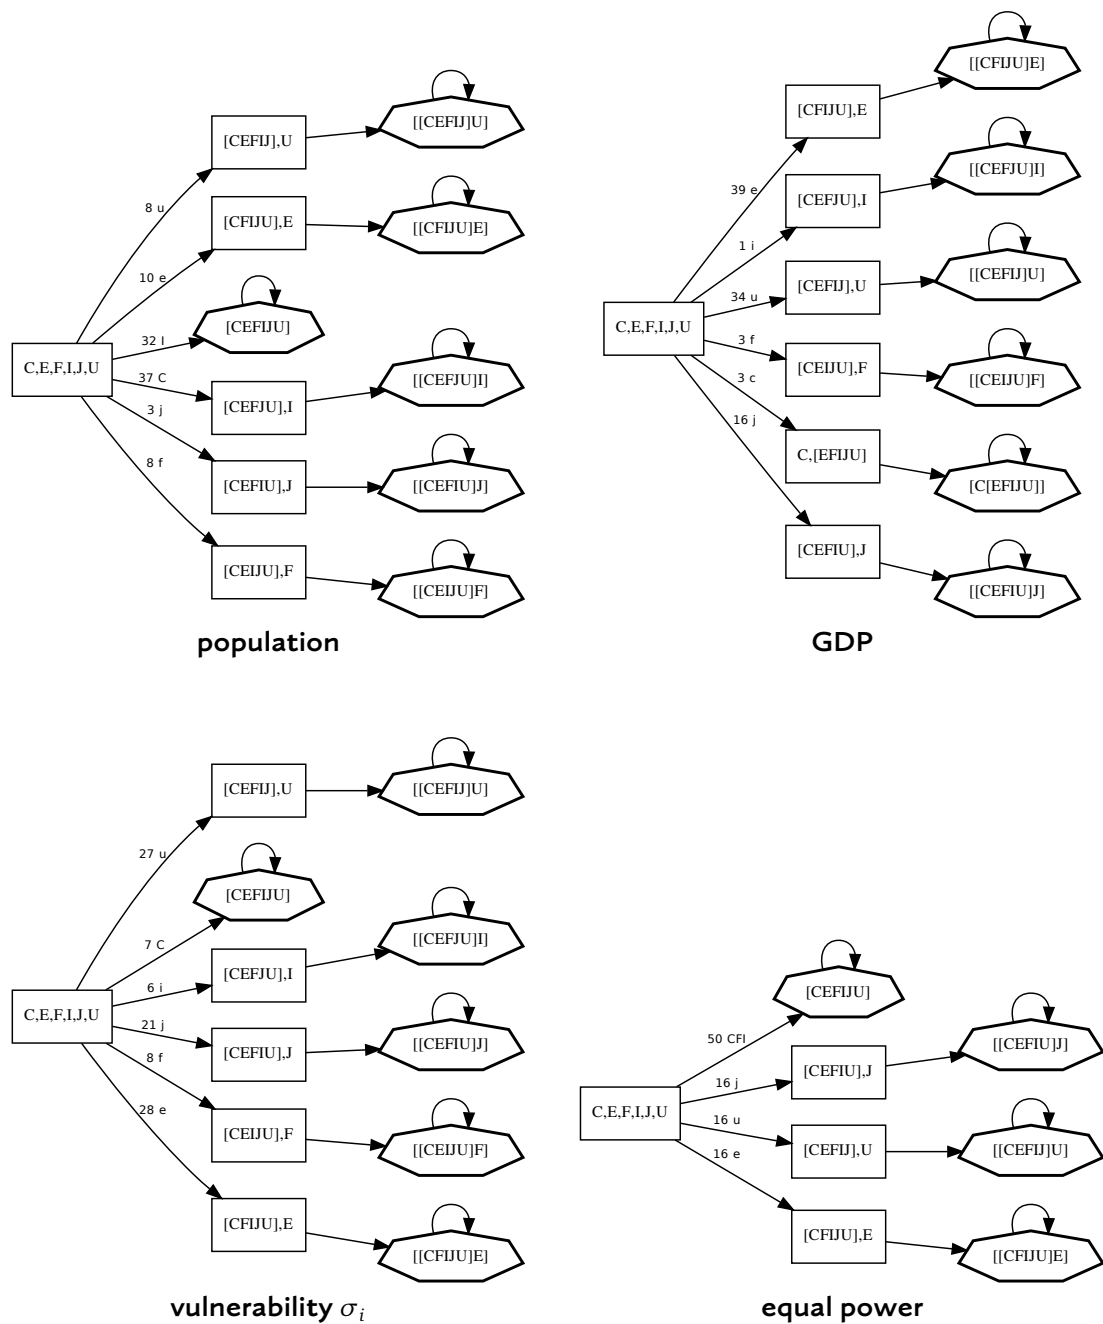 [CEFIJ],U
[[CEFIJ]U]
8 u
[CFIJU],E
[[CFIJU]E]
10 e
[CEFIJU]
32 I
C,E,F,I,J,U
37 C
[CEFJU],I
[[CEFJU]I]
3 j
[CEFIU],J
[[CEFIU]J]
8 f
[CEIJU],F
[[CEIJU]F]
population
[[CFIJU]E]
[CFIJU],E
[[CEFJU]I]
39 e
[CEFJU],I
1 i
[[CEFIJ]U]
[CEFIJ],U
34 u
C,E,F,I,J,U
3 f
[CEIJU],F
[[CEIJU]F]
3 c
16 j
C,[EFIJU]
[C[EFIJU]]
[CEFIU],J
[[CEFIU]J]
GDP
[CEFIJ],U
[[CEFIJ]U]
27 u
[CEFIJU]
7 C
[[CEFJU]I]
[CEFJU],I
6 i
C,E,F,I,J,U
21 j
[CEFIU],J
[[CEFIU]J]
8 f
28 e
[CEIJU],F
[[CEIJU]F]
[CFIJU],E
[[CFIJU]E]
vulnerability σi
[CEFIJU]
50 CFI
[[CEFIU]J]
[CEFIU],J
16 j
C,E,F,I,J,U
16 u
[CEFIJ],U
[[CEFIJ]U]
16 e
[CFIJU],E
[[CFIJU]E]
equal power